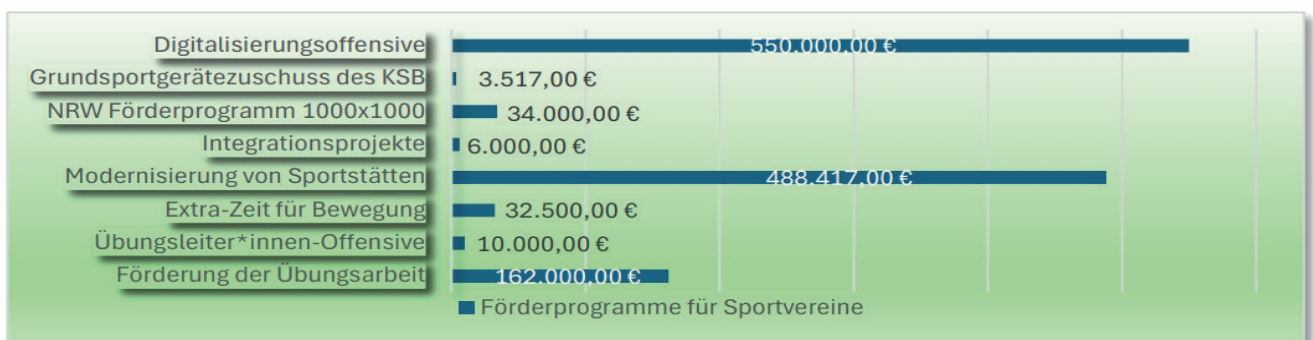 Digitalisierungsoffensive 550.000,00 €
Grundsportgerätezuschuss des KSB 3.517,00 €
NRW Förderprogramm 1000x1000 34.000,00 €
Integrationsprojekte 6.000,00 €
Modernisierung von Sportstätten 488.417,00 €
Extra-Zeit für Bewegung 32.500,00 €
Übungsleiter*innen-Offensive 10.000,00 €
Förderung der Übungsarbeit 162.000,00 €
Förderprogramme für Sportvereine